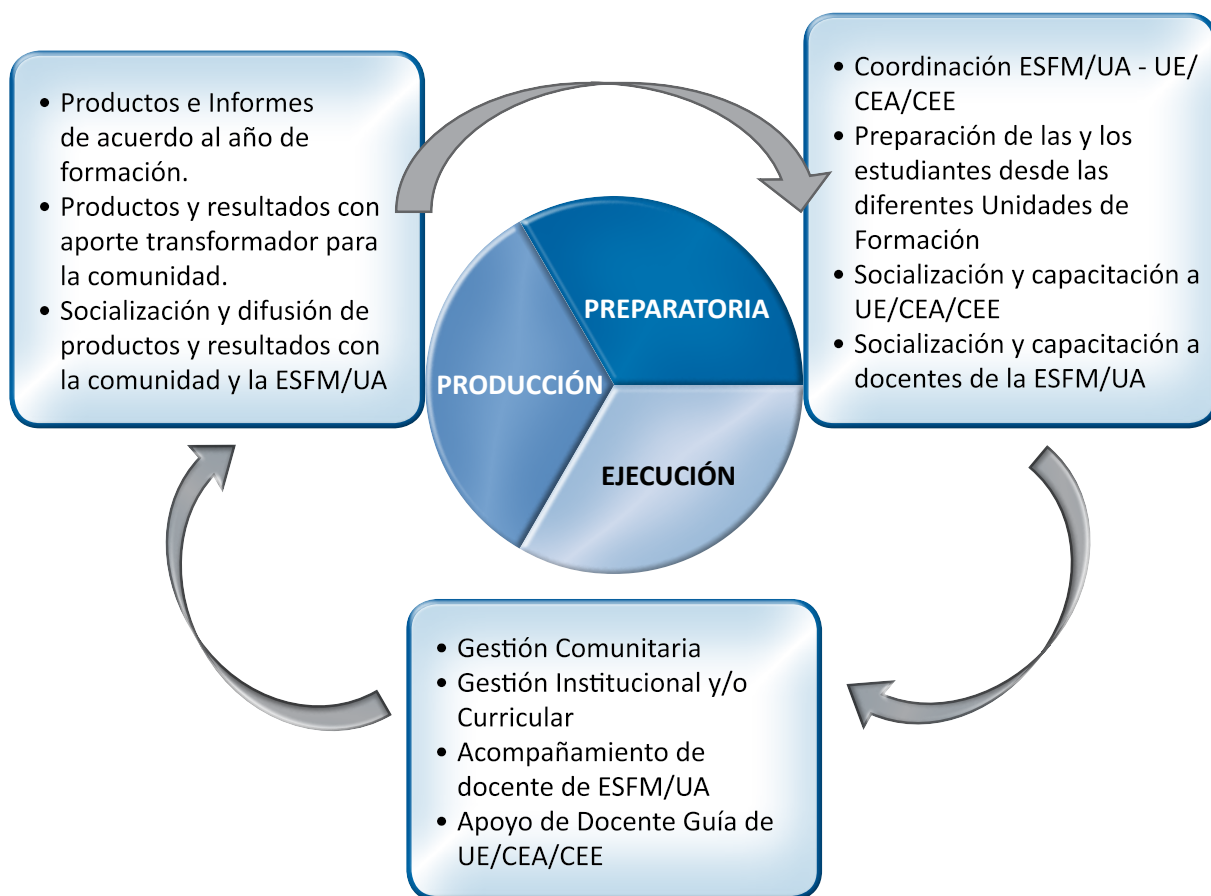 • Productos e Informes
de acuerdo al año de
formación.
• Productos y resultados con
aporte transformador para
la comunidad.
• Socialización y difusión de
productos y resultados con
la comunidad y la ESFM/UA
• Coordinación ESFM/UA - UE/
CEA/CEE
• Preparación de las y los
estudiantes desde las
diferentes Unidades de
Formación
• Socialización y capacitación a
UE/CEA/CEE
• Socialización y capacitación a
docentes de la ESFM/UA
PREPARATORIA
PRODUCCIÓN
EJECUCIÓN
• Gestión Comunitaria
• Gestión Institucional y/o
Curricular
• Acompañamiento de
docente de ESFM/UA
• Apoyo de Docente Guía de
UE/CEA/CEE